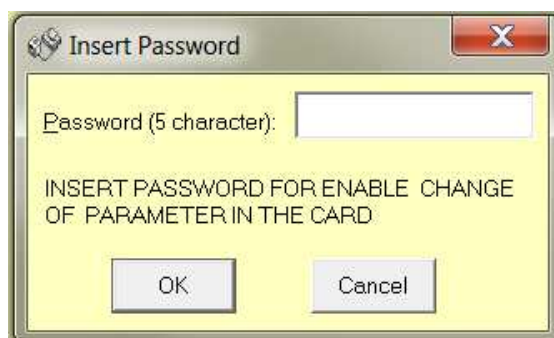 Insert Password
Password (5 character):
INSERT PASSWORD FOR ENABLE CHANGE
OF PARAMETER IN THE CARD
OK
Cancel